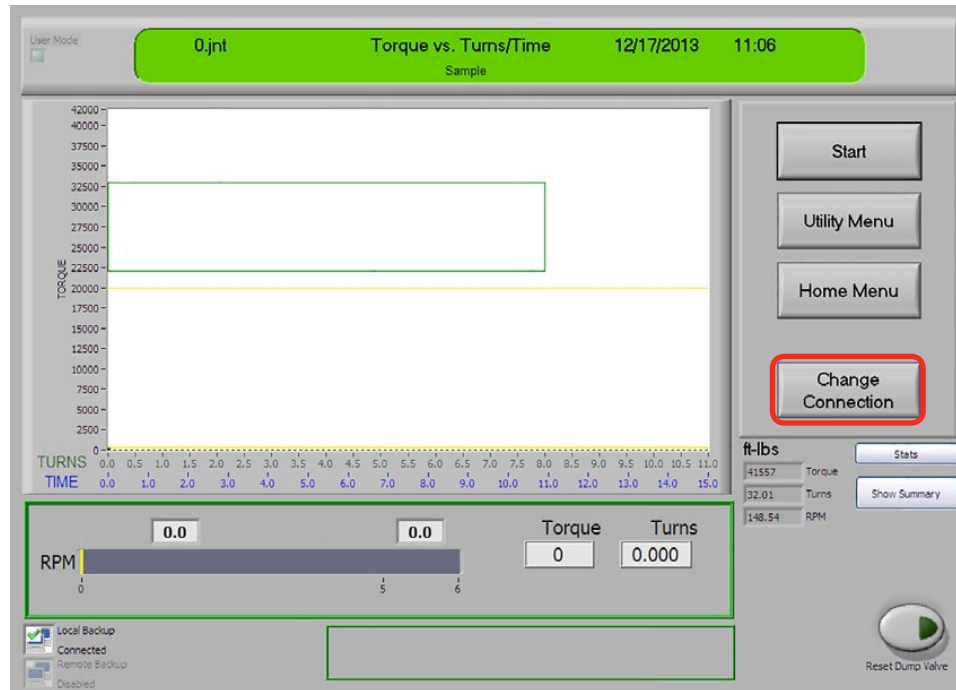 User Mode
0.jnt Torque vs. Turns/Time 12/17/2013 11:06
Sample
42000
40000
37500
35000
32500
30000
27500
25000
22500
20000
17500
15000
12500
10000
7500
5000
2500
0
TORQUE
TURNS 0.0 0.5 1.0 1.5 2.0 2.5 3.0 3.5 4.0 4.5 5.0 5.5 6.0 6.5 7.0 7.5 8.0 8.5 9.0 9.5 10.0 10.5 11.0
TIME 0.0 1.0 2.0 3.0 4.0 5.0 6.0 7.0 8.0 9.0 10.0 11.0 12.0 13.0 14.0 15.0
Start
Utility Menu
Home Menu
Change
Connection
ft-lbs
41557 Torque
32.01 Turns
148.54 RPM
Stats
Show Summary
0.0 0.0
RPM
0 5 6
Torque Turns
0 0.000
Local Backup
Connected
Remote Backup
Disabled
Reset Dump Valve